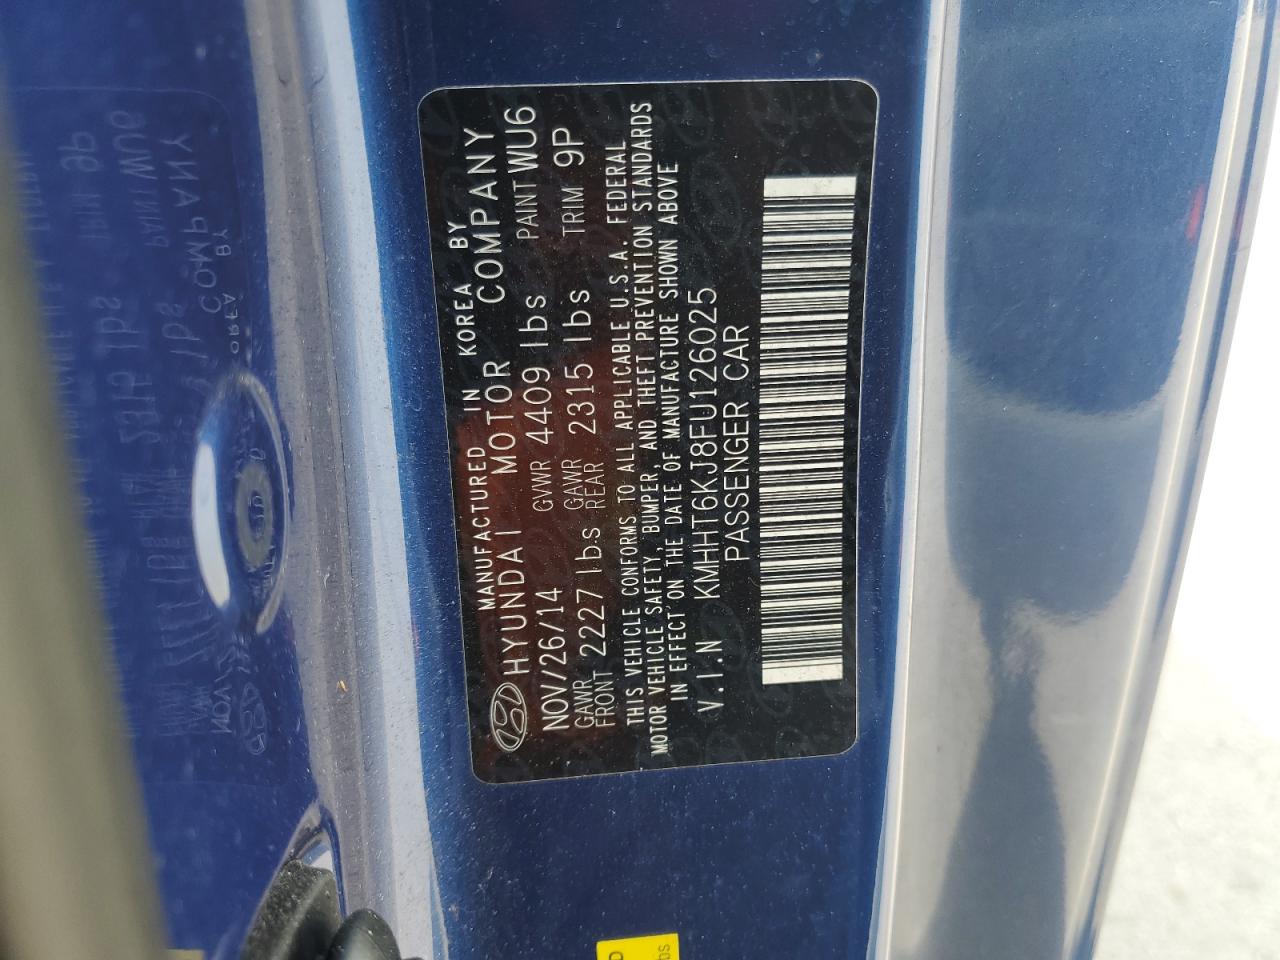 MANUFACTURED IN KOREA BY
HYUNDAI MOTOR COMPANY
NOV/26/14 GVWR 4409 lbs PAINT WU6
GAWR FRONT 2227 lbs GAWR REAR 2315 lbs TRIM 9P
THIS VEHICLE CONFORMS TO ALL APPLICABLE U.S.A. FEDERAL
MOTOR VEHICLE SAFETY, BUMPER, AND THEFT PREVENTION STANDARDS
IN EFFECT ON THE DATE OF MANUFACTURE SHOWN ABOVE
V.I.N KMHHT6KJ8FU126025
PASSENGER CAR